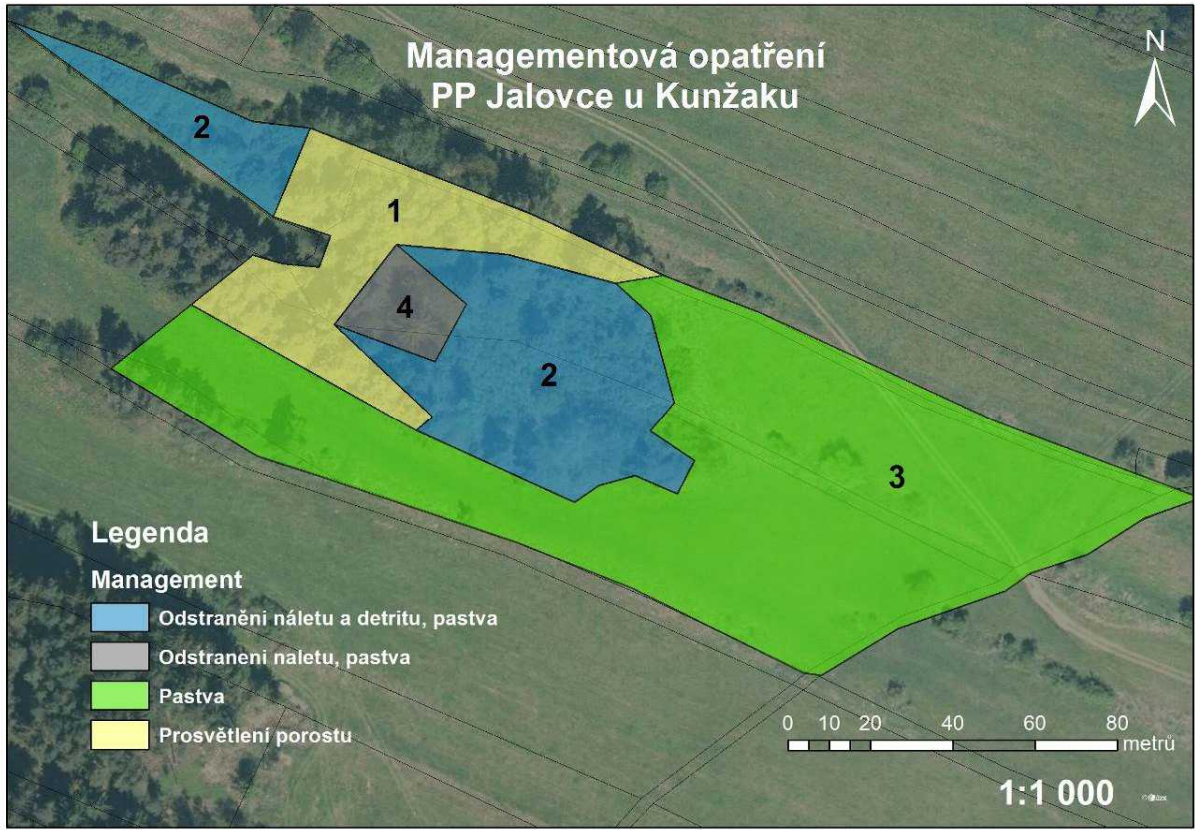 Managementová opatření
PP Jalovce u Kunžaku
N
2
1
4
2
3
Legenda
Management
Odstraněni náletu a detritu, pastva
Odstraneni naletu, pastva
Pastva
Prosvětlení porostu
0 10 20 40 60 80
metrů
1:1 000